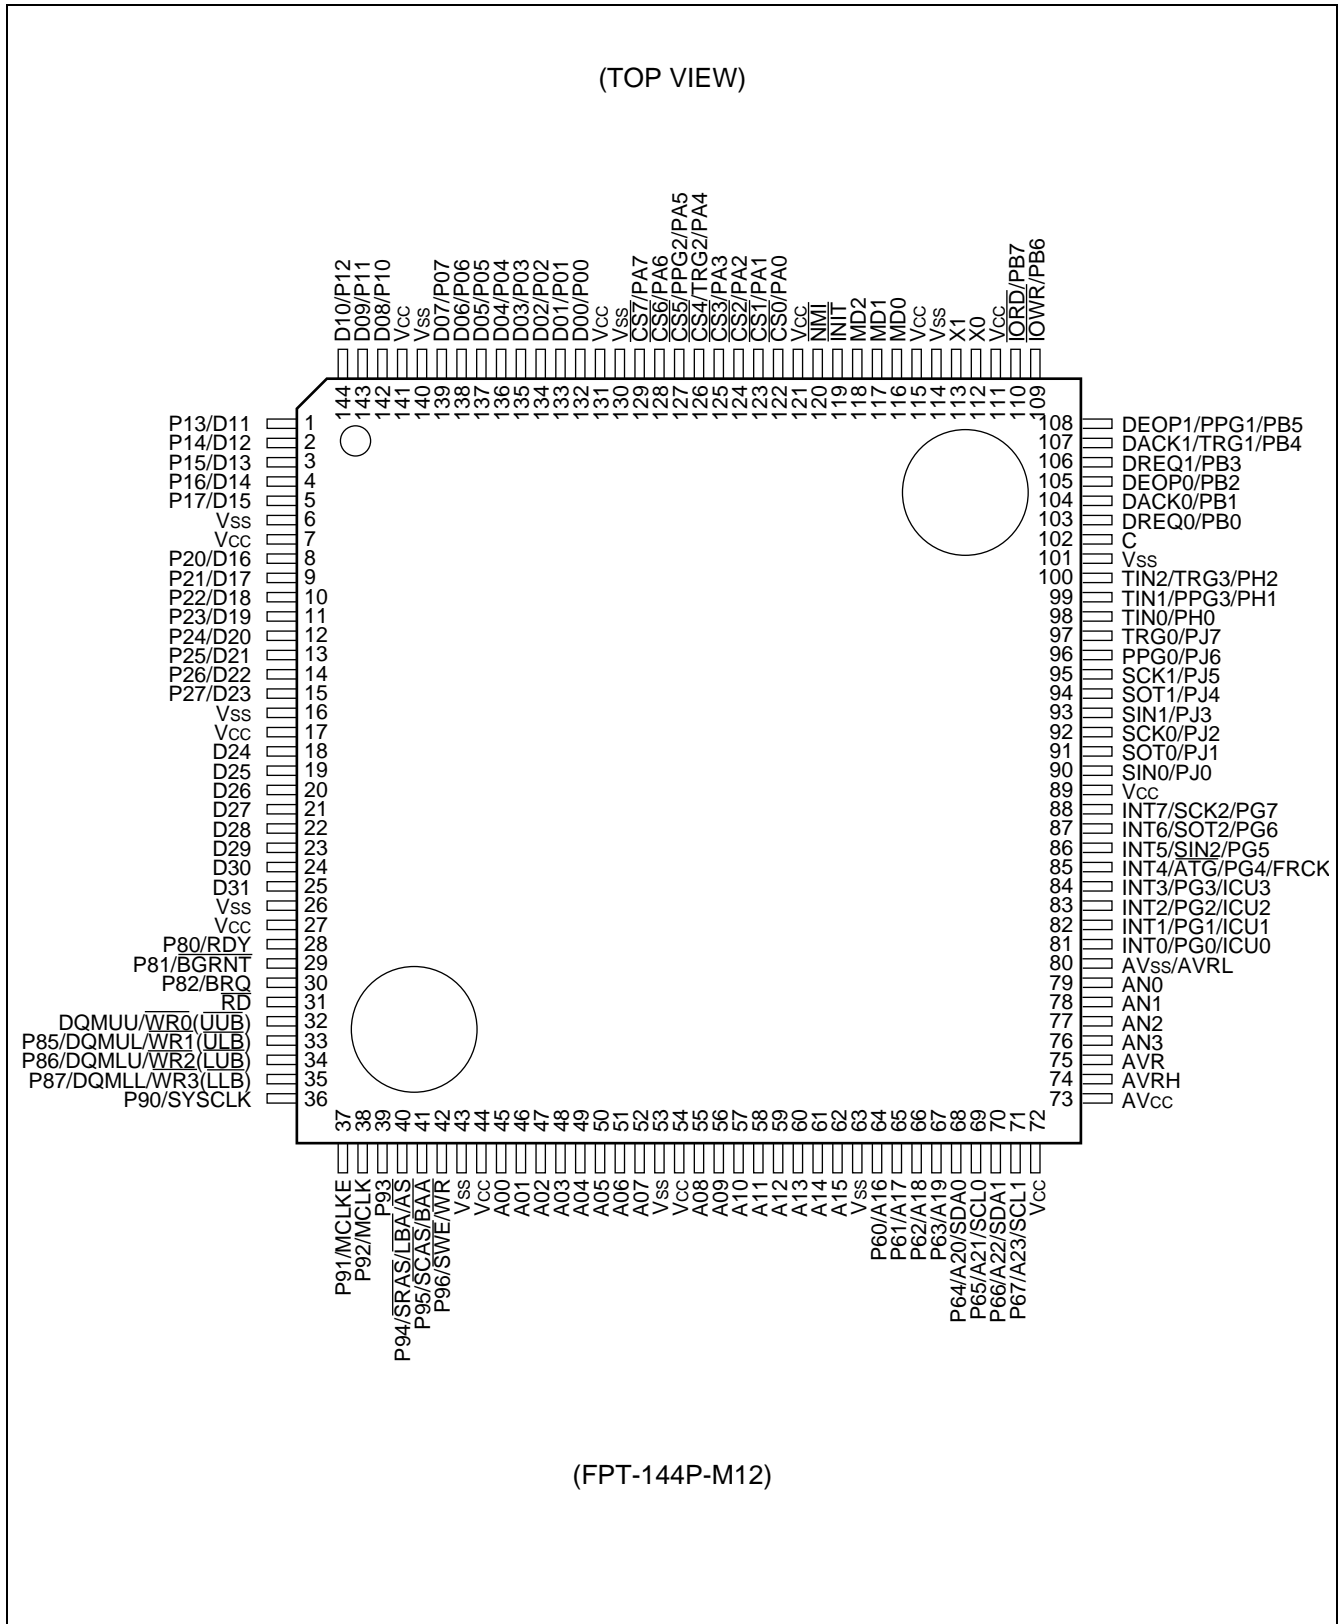 (TOP VIEW)
D10/P12
D09/P11
D08/P10
VCC
VSS
D07/P07
D06/P06
D05/P05
D04/P04
D03/P03
D02/P02
D01/P01
D00/P00
VCC
VSS
CS7/PA7
CS6/PA6
CS5/PPG2/PA5
CS4/TRG2/PA4
CS3/PA3
CS2/PA2
CS1/PA1
CS0/PA0
VCC
NMI
INIT
MD2
MD1
MD0
VCC
VSS
X1
X0
VCC
IORD/PB7
IOWR/PB6
144
143
142
141
140
139
138
137
136
135
134
133
132
131
130
129
128
127
126
125
124
123
122
121
120
119
118
117
116
115
114
113
112
111
110
109
P13/D11 1
P14/D12 2
P15/D13 3
P16/D14 4
P17/D15 5
VSS 6
VCC 7
P20/D16 8
P21/D17 9
P22/D18 10
P23/D19 11
P24/D20 12
P25/D21 13
P26/D22 14
P27/D23 15
VSS 16
VCC 17
D24 18
D25 19
D26 20
D27 21
D28 22
D29 23
D30 24
D31 25
VSS 26
VCC 27
P80/RDY 28
P81/BGRNT 29
P82/BRQ 30
RD 31
DQMUU/WR0(UUB) 32
P85/DQMUL/WR1(ULB) 33
P86/DQMLU/WR2(LUB) 34
P87/DQMLL/WR3(LLB) 35
P90/SYSCLK 36
108 DEOP1/PPG1/PB5
107 DACK1/TRG1/PB4
106 DREQ1/PB3
105 DEOP0/PB2
104 DACK0/PB1
103 DREQ0/PB0
102 C
101 VSS
100 TIN2/TRG3/PH2
99 TIN1/PPG3/PH1
98 TIN0/PH0
97 TRG0/PJ7
96 PPG0/PJ6
95 SCK1/PJ5
94 SOT1/PJ4
93 SIN1/PJ3
92 SCK0/PJ2
91 SOT0/PJ1
90 SIN0/PJ0
89 VCC
88 INT7/SCK2/PG7
87 INT6/SOT2/PG6
86 INT5/SIN2/PG5
85 INT4/ATG/PG4/FRCK
84 INT3/PG3/ICU3
83 INT2/PG2/ICU2
82 INT1/PG1/ICU1
81 INT0/PG0/ICU0
80 AVSS/AVRL
79 AN0
78 AN1
77 AN2
76 AN3
75 AVR
74 AVRH
73 AVCC
37
38
39
40
41
42
43
44
45
46
47
48
49
50
51
52
53
54
55
56
57
58
59
60
61
62
63
64
65
66
67
68
69
70
71
72
P91/MCLKE
P92/MCLK
P93
P94/SRAS/LBA/AS
P95/SCAS/BAA
P96/SWE/WR
VSS
VCC
A00
A01
A02
A03
A04
A05
A06
A07
VSS
VCC
A08
A09
A10
A11
A12
A13
A14
A15
VSS
P60/A16
P61/A17
P62/A18
P63/A19
P64/A20/SDA0
P65/A21/SCL0
P66/A22/SDA1
P67/A23/SCL1
VCC
(FPT-144P-M12)